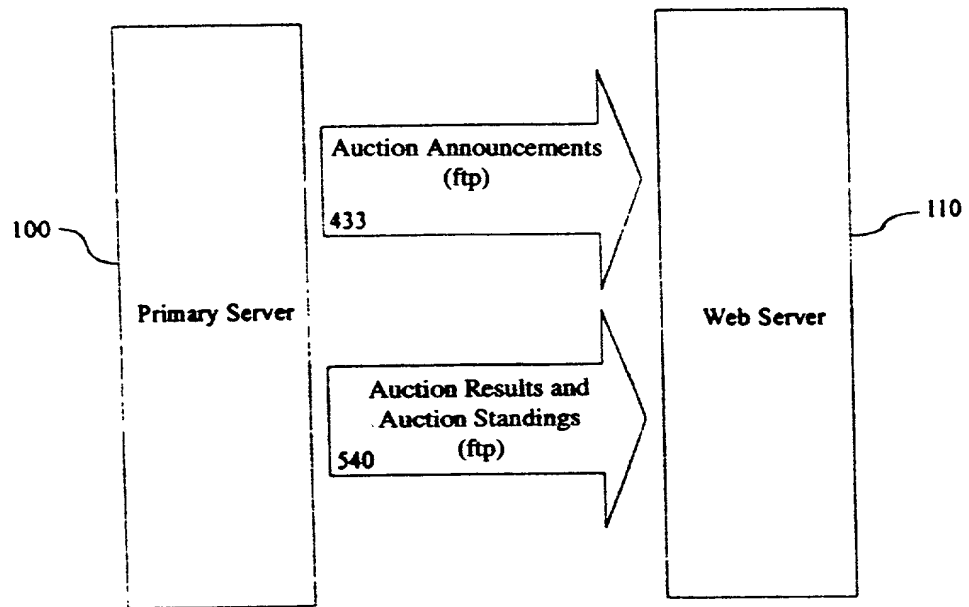 Auction Announcements
(ftp)
433
100
110
Primary Server
Web Server
Auction Results and
Auction Standings
(ftp)
540